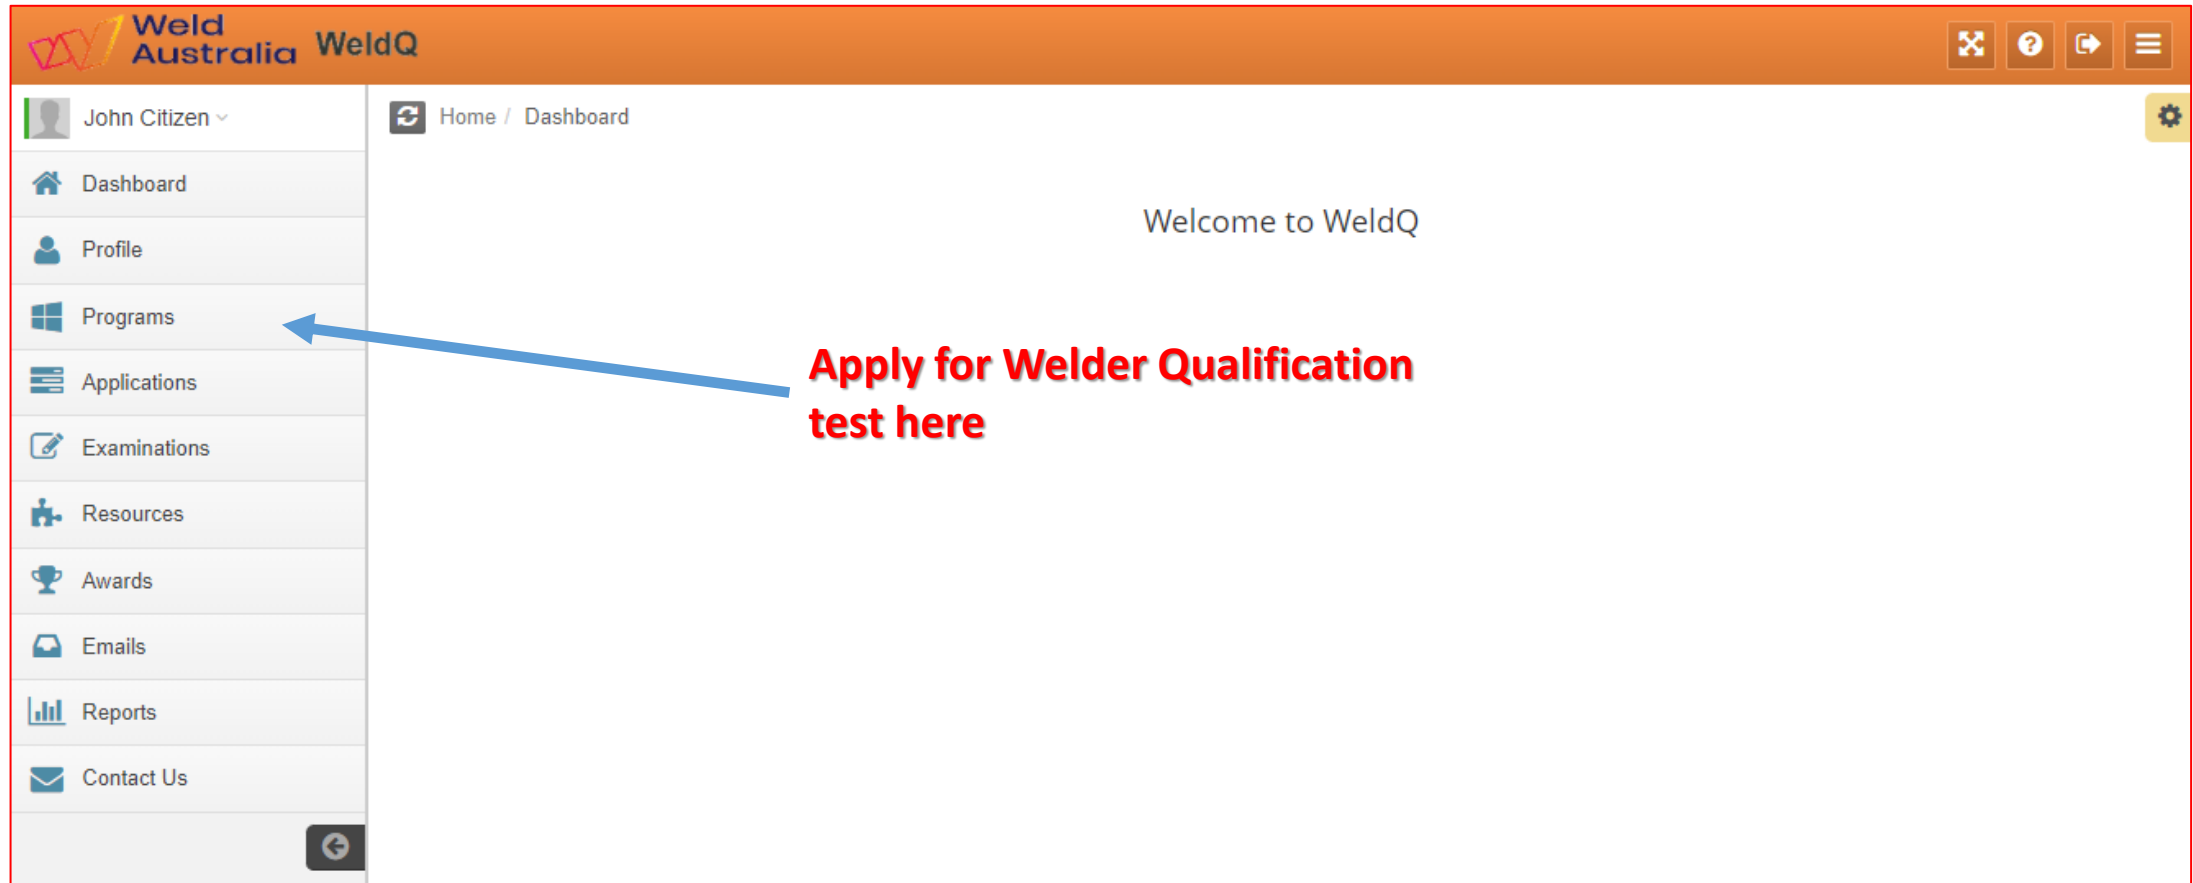 Weld
Australia WeldQ
John Citizen
Home / Dashboard
Dashboard
Welcome to WeldQ
Profile
Programs
Apply for Welder Qualification
test here
Applications
Examinations
Resources
Awards
Emails
Reports
Contact Us